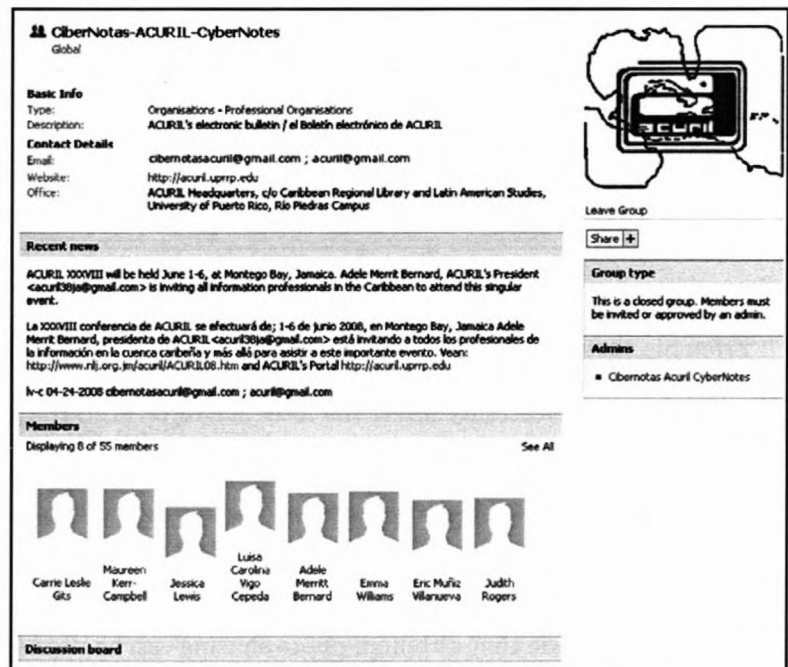 CiberNotas-ACURIL-CyberNotes
Global
Basic Info
Type: Organisations - Professional Organisations
Description: ACURIL's electronic bulletin / el Boletín electrónico de ACURIL
Contact Details
Email: cibernotasacuril@gmail.com ; acuril@gmail.com
Website: http://acuril.uprrp.edu
Office: ACURIL Headquarters, c/o Caribbean Regional Library and Latin American Studies,
University of Puerto Rico, Río Piedras Campus
Recent news
ACURIL XXXVIII will be held June 1-6, at Montego Bay, Jamaica. Adele Merrit Bernard, ACURIL's President
<acuril38ja@gmail.com> is inviting all information professionals in the Caribbean to attend this singular
event.
La XXXVIII conferencia de ACURIL se efectuará de; 1-6 de junio 2008, en Montego Bay, Jamaica Adele
Merrit Bernard, presidenta de ACURIL <acuril38ja@gmail.com> está invitando a todos los profesionales de
la información en la cuenca caribeña y más allá para asistir a este importante evento. Vean:
http://www.nlj.org.jm/acuril/ACURIL08.htm and ACURIL's Portal http://acuril.uprrp.edu
lv-c 04-24-2008 cibernotasacuril@gmail.com ; acuril@gmail.com
Members
Displaying 8 of 55 members See All
Carrie Leslie
Gits
Maureen
Kerr-
Campbell
Jessica
Lewis
Luisa
Carolina
Vigo
Cepeda
Adele
Merritt
Bernard
Emma
Williams
Eric Muñiz
Villanueva
Judith
Rogers
Discussion board
acuril
Leave Group
Share +
Group type
This is a closed group. Members must
be invited or approved by an admin.
Admins
Cibernotas Acuril CyberNotes